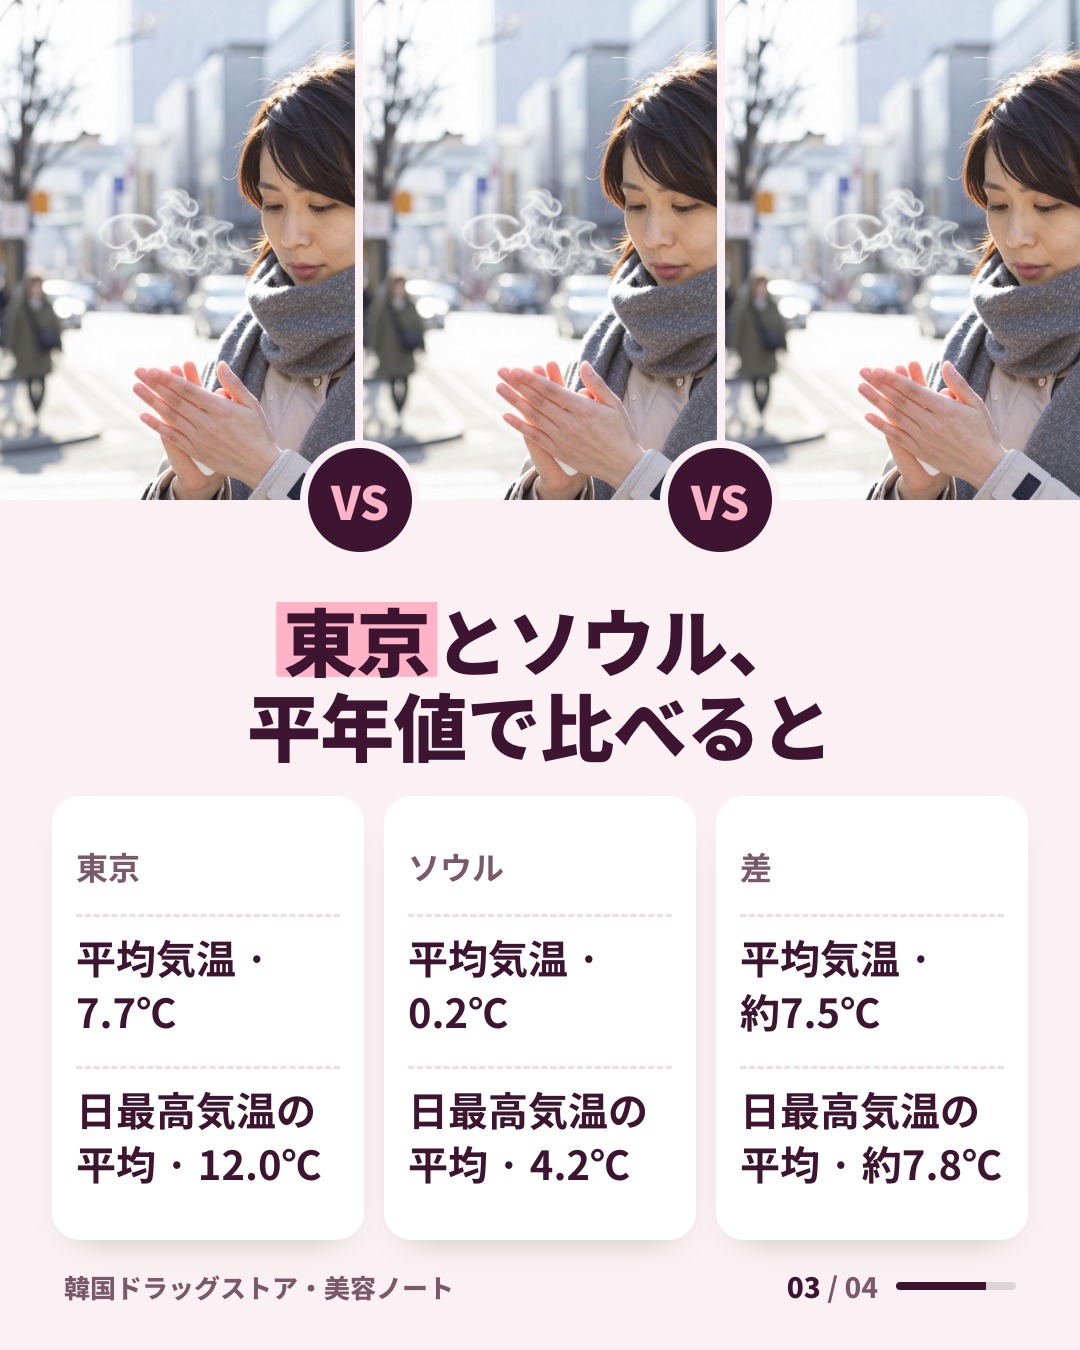 VS
VS
東京とソウル、
平年値で比べると
東京
平均気温・
7.7℃
日最高気温の
平均・12.0℃
ソウル
平均気温・
0.2℃
日最高気温の
平均・4.2℃
差
平均気温・
約7.5℃
日最高気温の
平均・約7.8℃
韓国ドラッグストア・美容ノート
03 / 04